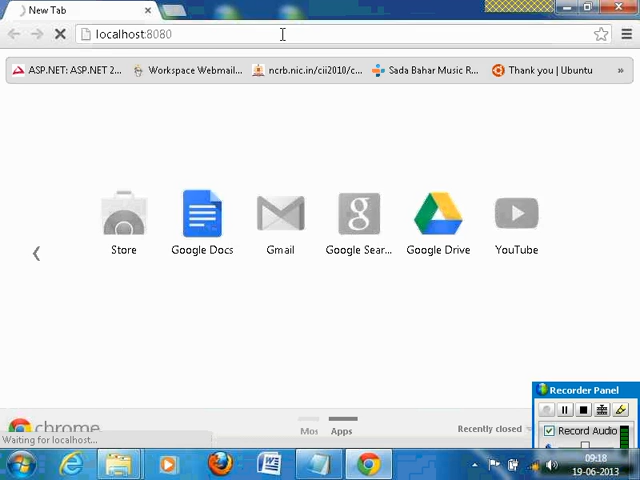 New Tab
localhost:8080
ASP.NET: ASP.NET 2...
Workspace Webmail...
ncrb.nic.in/cii2010/c...
Sada Bahar Music R...
Thank you | Ubuntu
»
Store
Google Docs
Gmail
Google Sear...
Google Drive
YouTube
Recorder Panel
chrome
Mos
Apps
Recently closed
Record Audio
Waiting for localhost...
09:18
19-06-2013